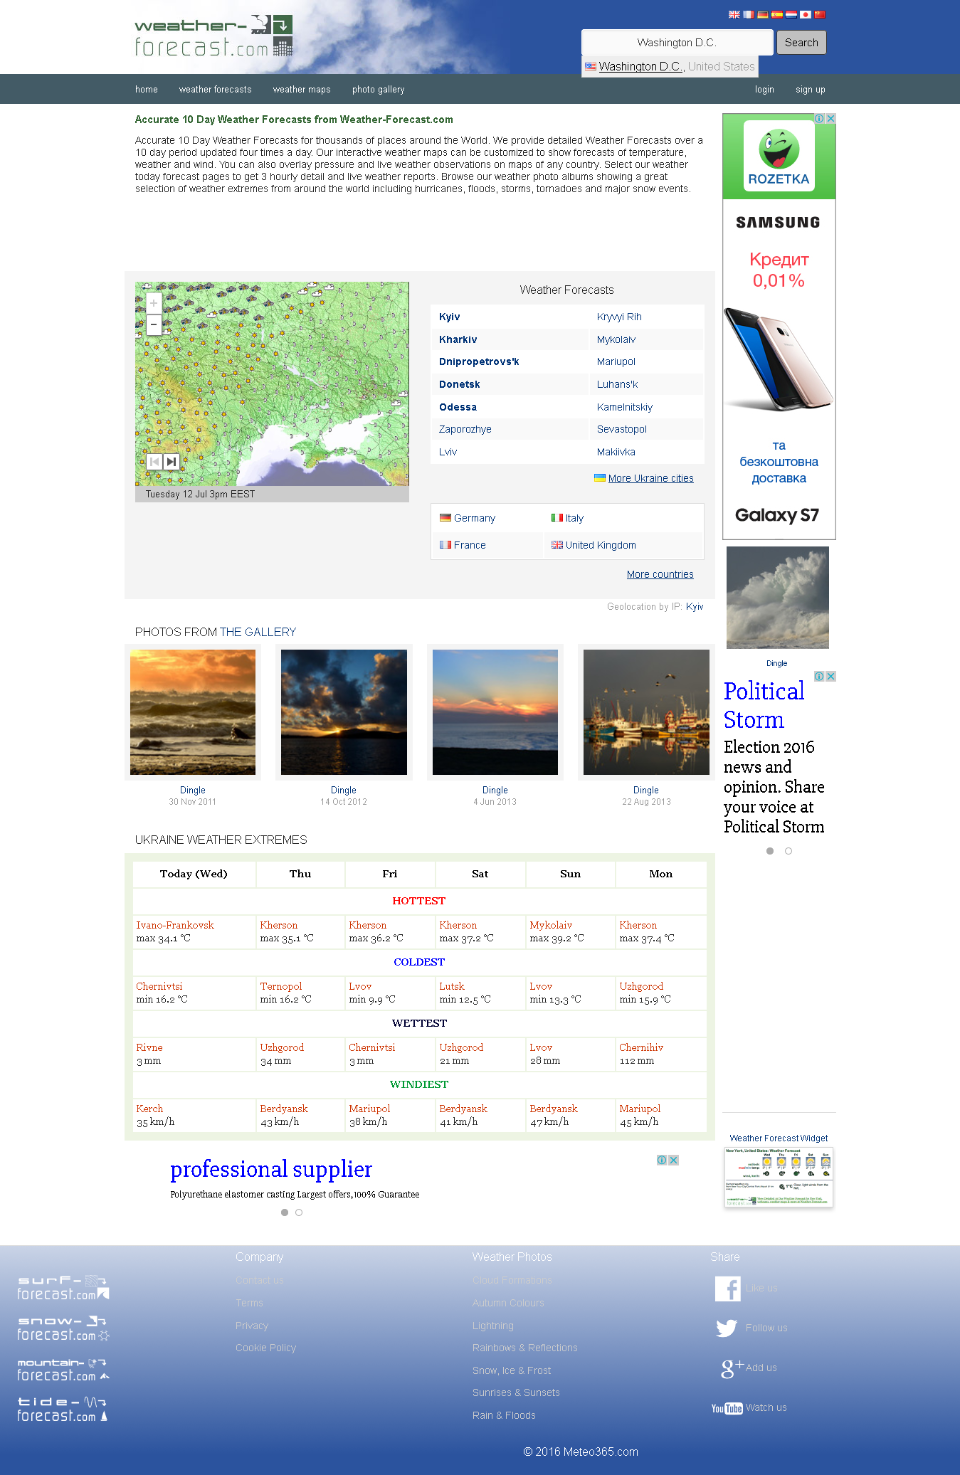 weather-
forecast.com
Washington D.C.
Search
Washington D.C., United States
home weather forecasts weather maps photo gallery login sign up
Accurate 10 Day Weather Forecasts from Weather-Forecast.com
Accurate 10 Day Weather Forecasts for thousands of places around the World. We provide detailed Weather Forecasts over a
10 day period updated four times a day. Our interactive weather maps can be customized to show forecasts of temperature,
weather and wind. You can also overlay pressure and live weather observations on maps of any country. Select our weather
today forecast pages to get 3 hourly detail and live weather reports. Browse our weather photo albums showing a great
selection of weather extremes from around the world including hurricanes, floods, storms, tornadoes and major snow events.
ROZETKA
SAMSUNG
Кредит
0,01%
та
безкоштовна
доставка
Galaxy S7
Weather Forecasts
Kyiv Kryvyi Rih
Kharkiv Mykolaiv
Dnipropetrovs'k Mariupol
Donetsk Luhans'k
Odessa Kamelnitskiy
Zaporozhye Sevastopol
Lviv Makiivka
More Ukraine cities
Tuesday 12 Jul 3pm EEST
Germany Italy
France United Kingdom
More countries
Geolocation by IP: Kyiv
Dingle
PHOTOS FROM THE GALLERY
Dingle Dingle Dingle Dingle
30 Nov 2011 14 Oct 2012 4 Jun 2013 22 Aug 2013
Political
Storm
Election 2016
news and
opinion. Share
your voice at
Political Storm
UKRAINE WEATHER EXTREMES
Today (Wed) Thu Fri Sat Sun Mon
HOTTEST
Ivano-Frankovsk Kherson Kherson Kherson Mykolaiv Kherson
max 34.1 °C max 35.1 °C max 36.2 °C max 37.2 °C max 39.2 °C max 37.4 °C
COLDEST
Chernivtsi Ternopol Lvov Lutsk Lvov Uzhgorod
min 16.2 °C min 16.2 °C min 9.9 °C min 12.5 °C min 13.3 °C min 15.9 °C
WETTEST
Rivne Uzhgorod Chernivtsi Uzhgorod Lvov Chernihiv
3 mm 34 mm 3 mm 21 mm 28 mm 112 mm
WINDIEST
Kerch Berdyansk Mariupol Berdyansk Berdyansk Mariupol
35 km/h 43 km/h 38 km/h 41 km/h 47 km/h 45 km/h
Weather Forecast Widget
professional supplier
Polyurethane elastomer casting Largest offers,100% Guarantee
surf-
forecast.com
snow-
forecast.com
mountain-
forecast.com
tide-
forecast.com
Company
Contact us
Terms
Privacy
Cookie Policy
Weather Photos
Cloud Formations
Autumn Colours
Lightning
Rainbows & Reflections
Snow, Ice & Frost
Sunrises & Sunsets
Rain & Floods
Share
Like us
Follow us
Add us
YouTube Watch us
© 2016 Meteo365.com